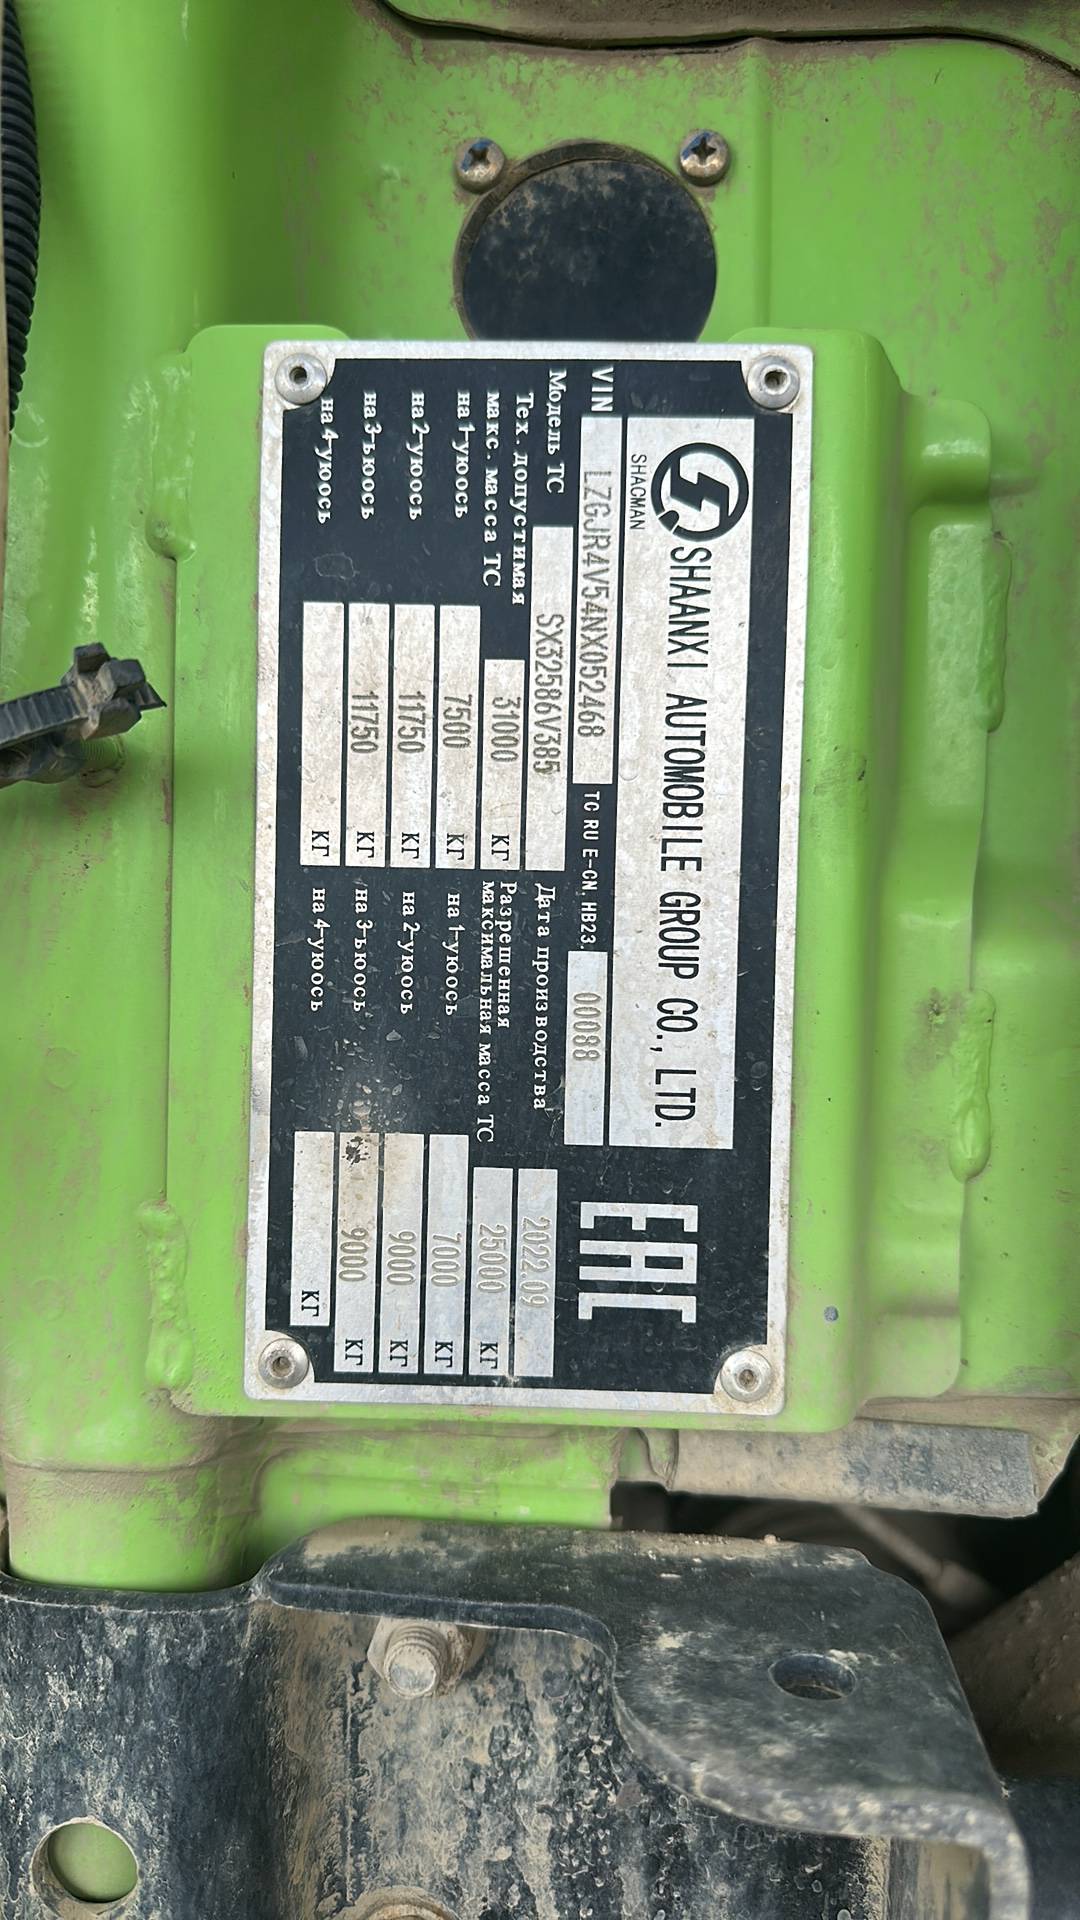 SHAANXI AUTOMOBILE GROUP CO., LTD.
SHACMAN
EAC
VIN LZGJR4V54NX052468 TC RU E-CN.HB23. 00088
Модель ТС SX32586V385 Дата производства 2022.09
Тех. допустимая
макс. масса ТС 31000 кг
Разрешенная
максимальная масса ТС 25000 кг
на 1-ую ось 7500 кг на 1-ую ось 7000 кг
на 2-ую ось 11750 кг на 2-ую ось 9000 кг
на 3-ью ось 11750 кг на 3-ью ось 9000 кг
на 4-ую ось кг на 4-ую ось кг